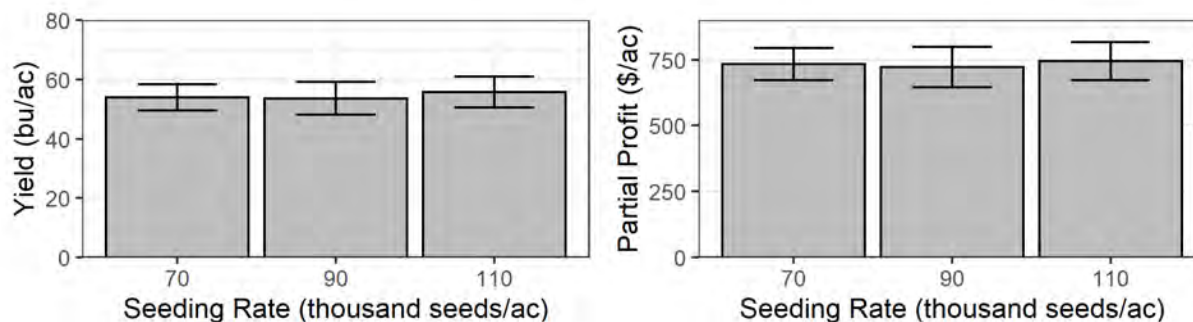 Yield (bu/ac)
80
60
40
20
0
70 90 110
Seeding Rate (thousand seeds/ac)
Partial Profit ($/ac)
750
500
250
0
70 90 110
Seeding Rate (thousand seeds/ac)